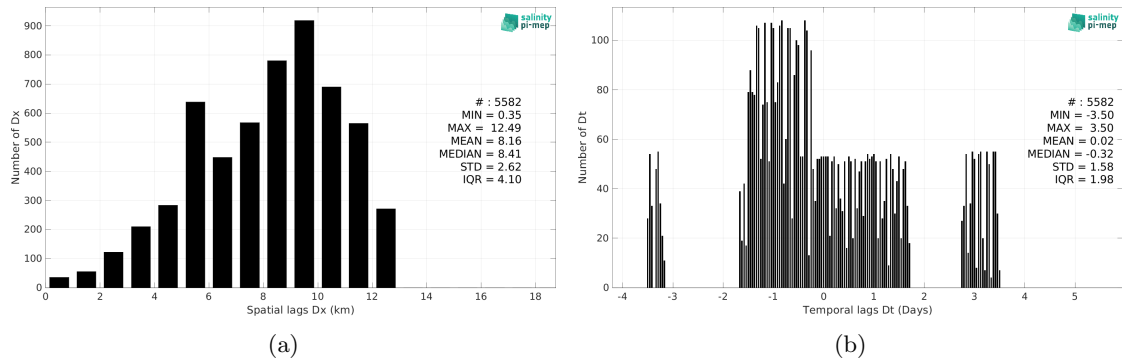 900
800
700
600
500
400
300
200
100
0
Number of Dx
0 2 4 6 8 10 12 14 16 18
Spatial lags Dx (km)
salinity
pi-mep
# : 5582
MIN = 0.35
MAX = 12.49
MEAN = 8.16
MEDIAN = 8.41
STD = 2.62
IQR = 4.10
(a)
100
80
60
40
20
0
Number of Dt
-4 -3 -2 -1 0 1 2 3 4 5
Temporal lags Dt (Days)
salinity
pi-mep
# : 5582
MIN = -3.50
MAX = 3.50
MEAN = 0.02
MEDIAN = -0.32
STD = 1.58
IQR = 1.98
(b)